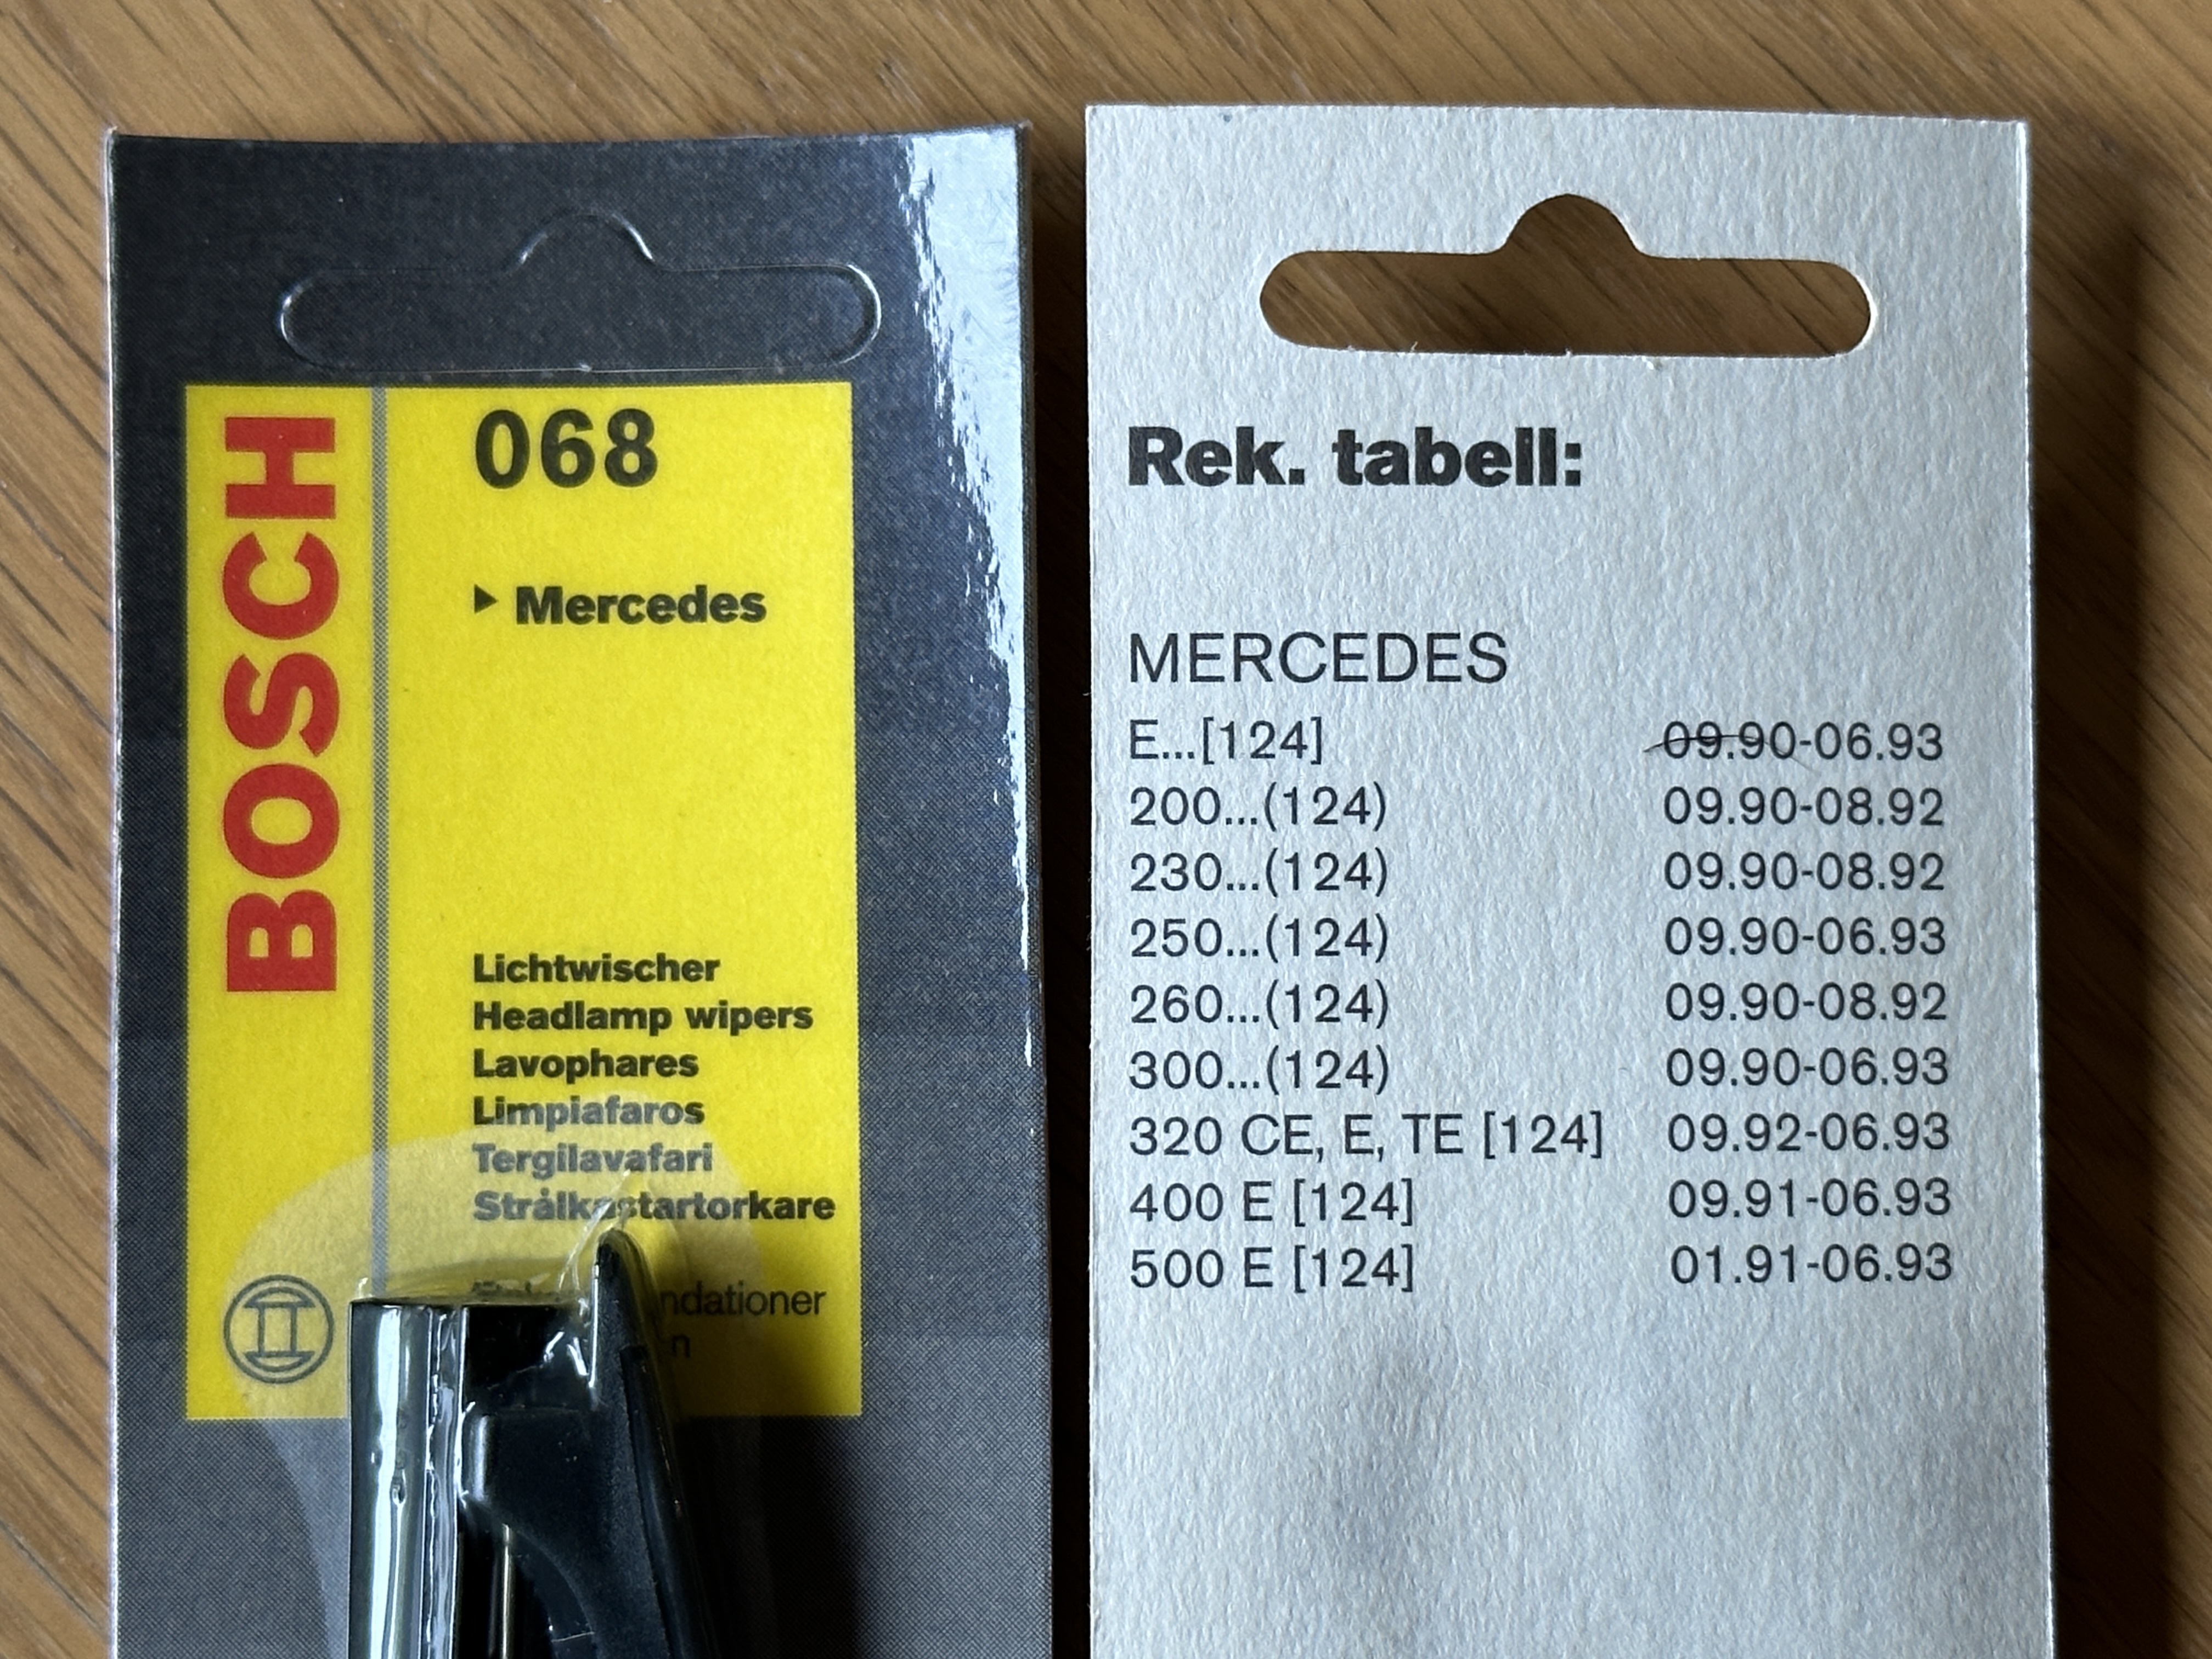 BOSCH
068
Mercedes
Lichtwischer
Headlamp wipers
Lavophares
Limpiafaros
Tergilavafari
Strålkastartorkare
Rek. tabell:
MERCEDES
E...[124] 09.90-06.93
200...(124) 09.90-08.92
230...(124) 09.90-08.92
250...(124) 09.90-06.93
260...(124) 09.90-08.92
300...(124) 09.90-06.93
320 CE, E, TE [124] 09.92-06.93
400 E [124] 09.91-06.93
500 E [124] 01.91-06.93